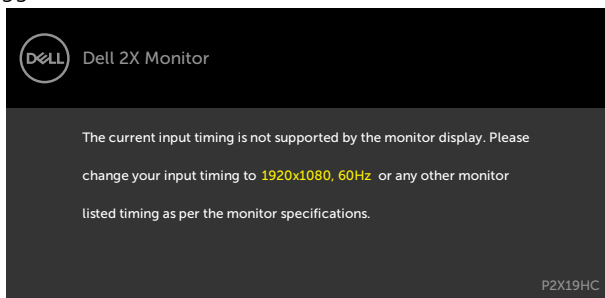 DELL
Dell 2X Monitor
The current input timing is not supported by the monitor display. Please
change your input timing to 1920x1080, 60Hz or any other monitor
listed timing as per the monitor specifications.
P2X19HC